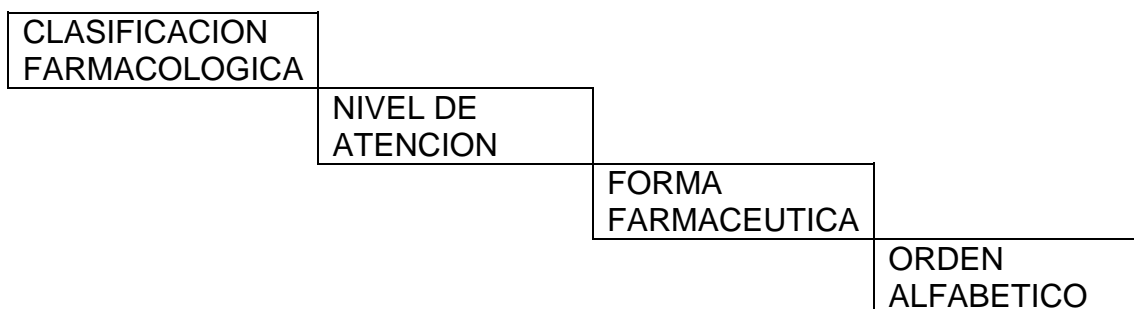 CLASIFICACION
FARMACOLOGICA
NIVEL DE
ATENCION
FORMA
FARMACEUTICA
ORDEN
ALFABETICO